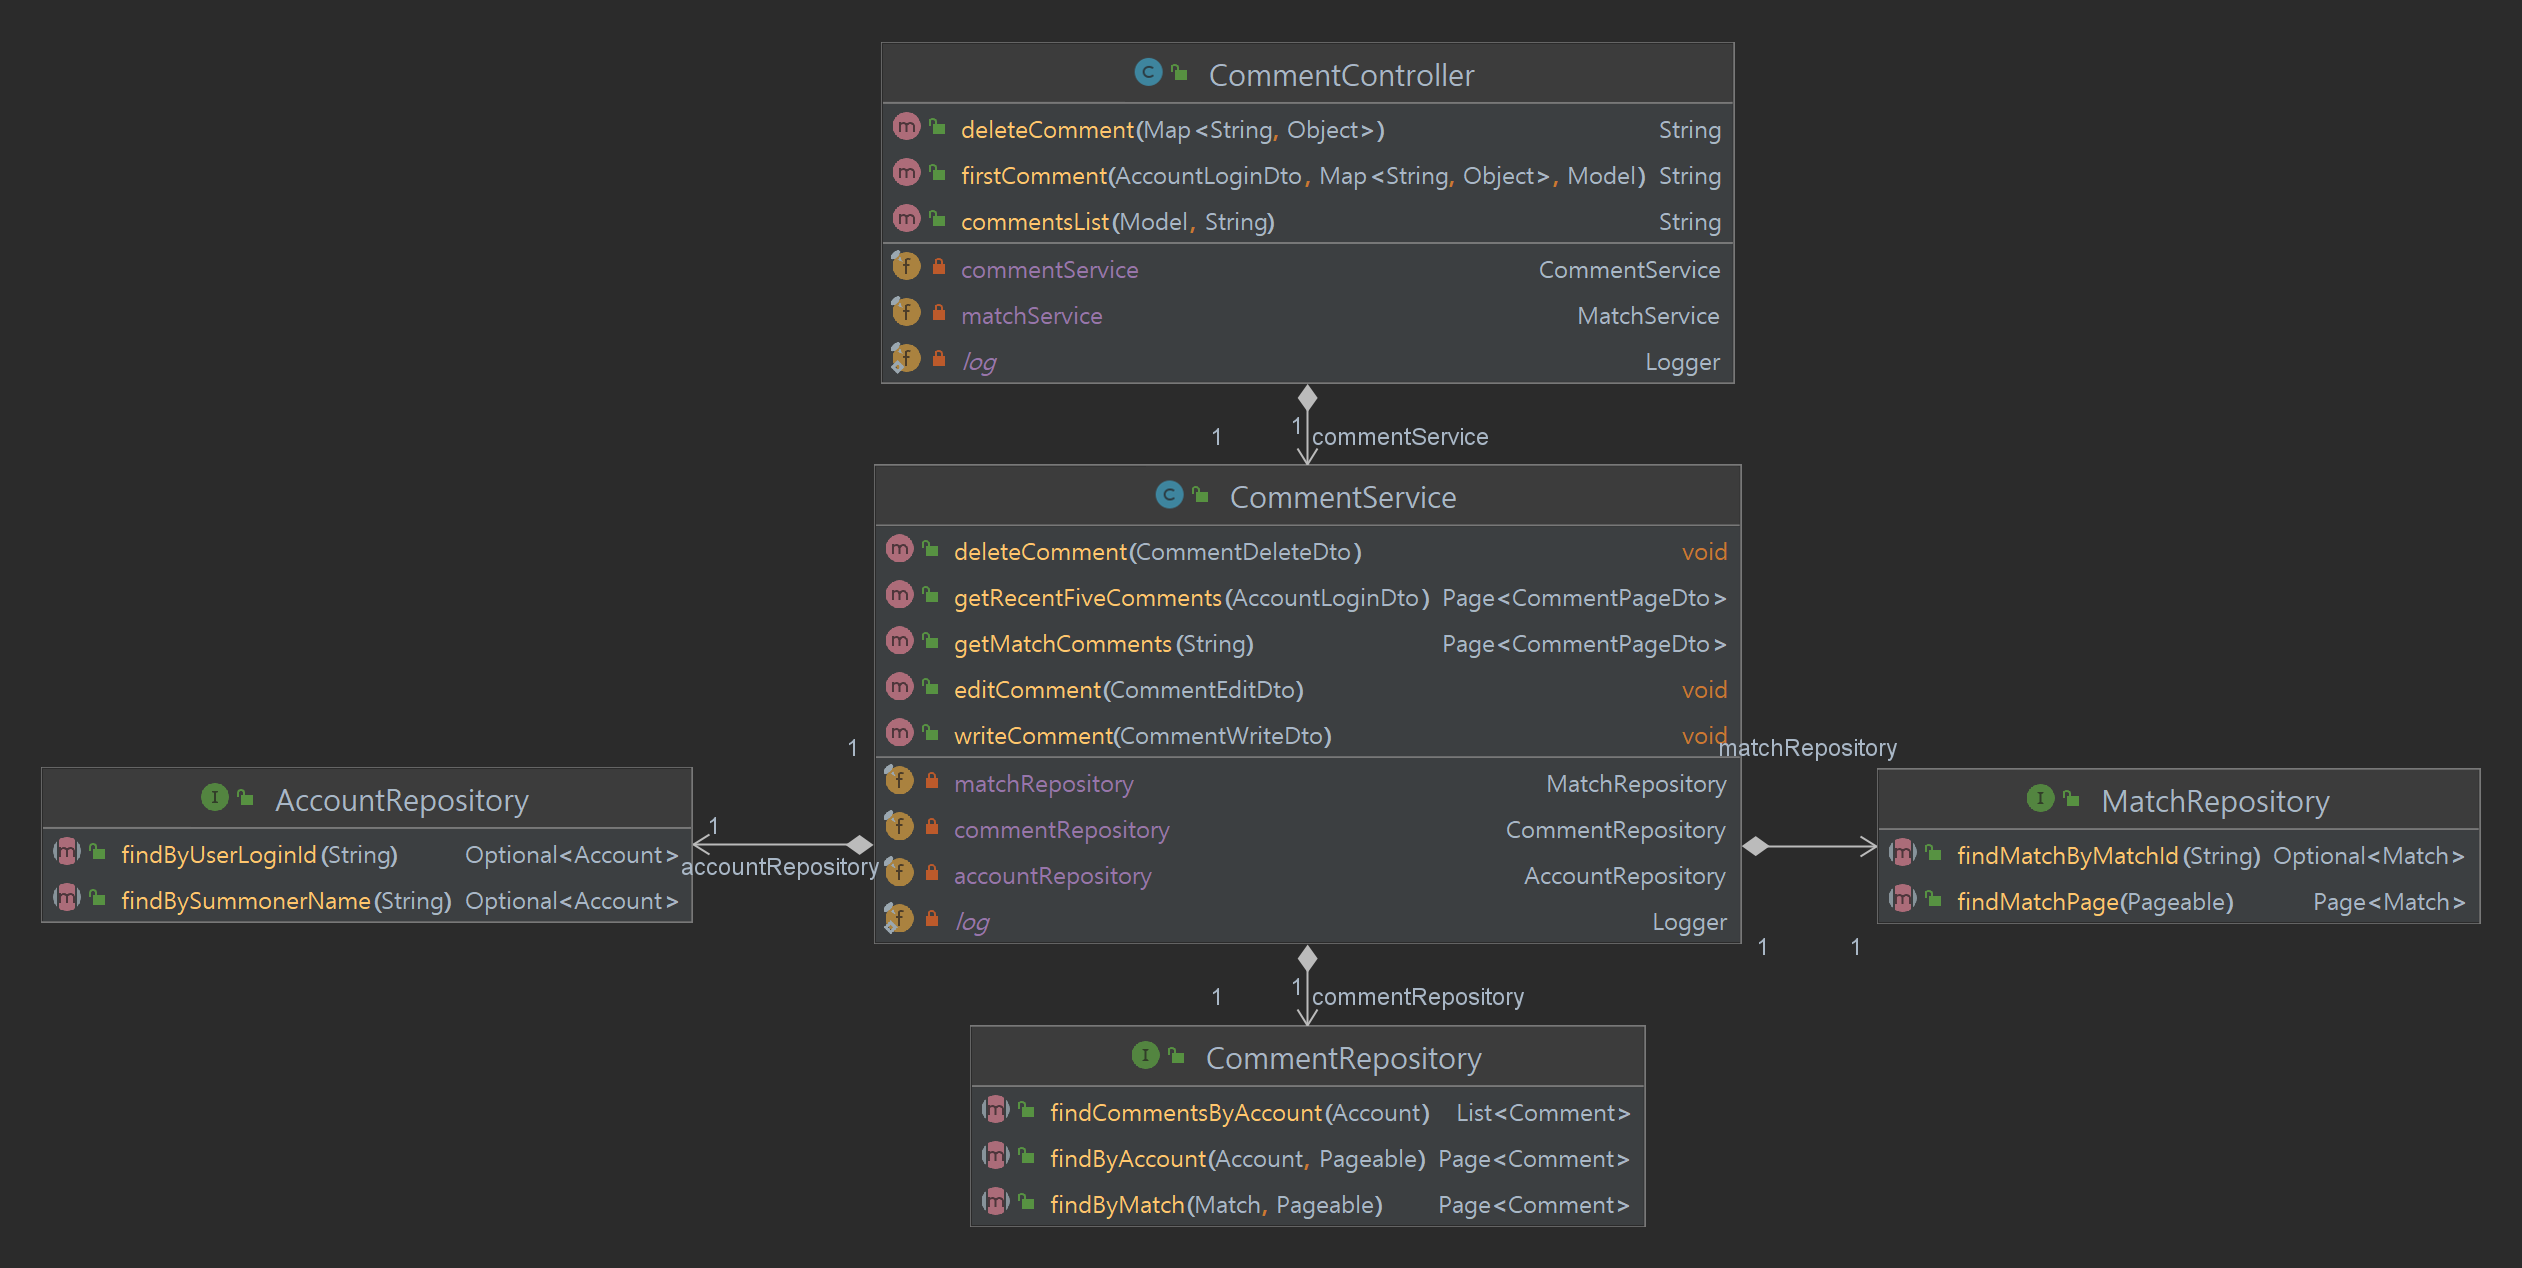 CommentController
deleteComment(Map<String, Object>) String
firstComment(AccountLoginDto, Map<String, Object>, Model) String
commentsList(Model, String) String
commentService CommentService
matchService MatchService
log Logger
1 1 commentService
CommentService
deleteComment(CommentDeleteDto) void
getRecentFiveComments(AccountLoginDto) Page<CommentPageDto>
getMatchComments(String) Page<CommentPageDto>
editComment(CommentEditDto) void
writeComment(CommentWriteDto) void
matchRepository MatchRepository
commentRepository CommentRepository
accountRepository AccountRepository
log Logger
1
1
accountRepository
AccountRepository
findByUserLoginId(String) Optional<Account>
findBySummonerName(String) Optional<Account>
matchRepository
MatchRepository
findMatchByMatchId(String) Optional<Match>
findMatchPage(Pageable) Page<Match>
1 1
1 1 commentRepository
CommentRepository
findCommentsByAccount(Account) List<Comment>
findByAccount(Account, Pageable) Page<Comment>
findByMatch(Match, Pageable) Page<Comment>